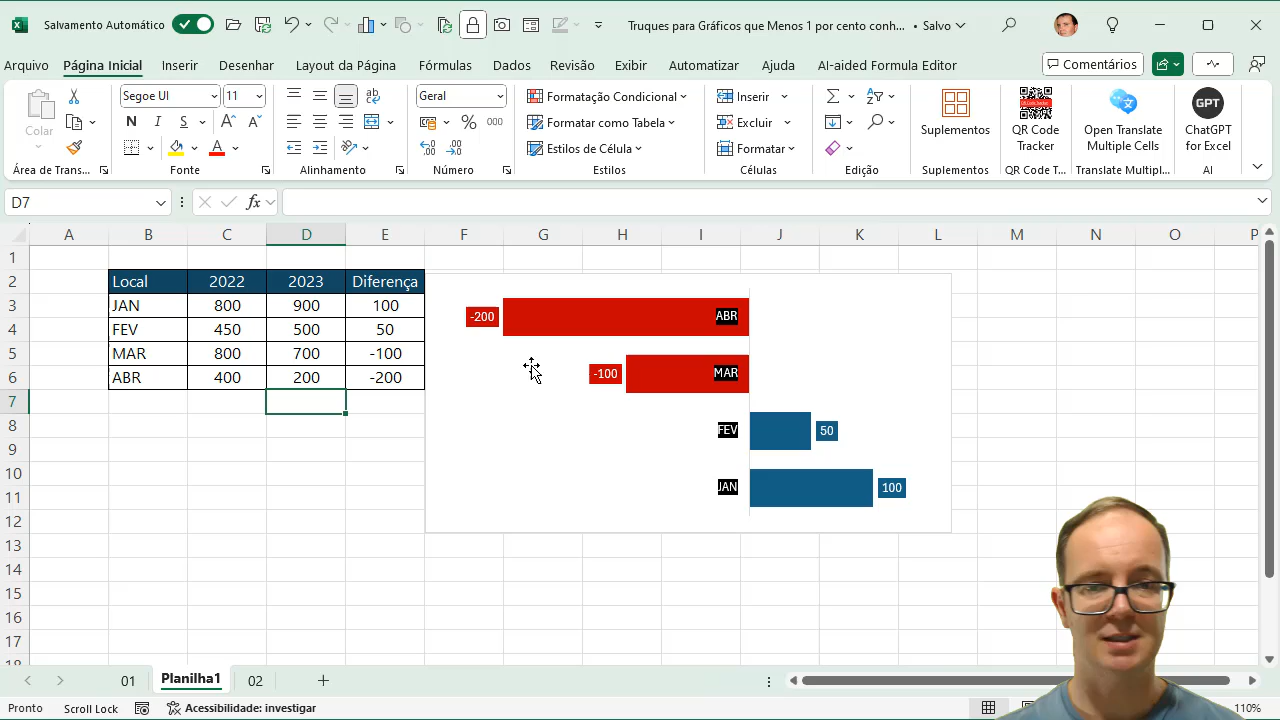 Salvamento Automático
Truques para Gráficos que Menos 1 por cento conh... • Salvo
Arquivo Página Inicial Inserir Desenhar Layout da Página Fórmulas Dados Revisão Exibir Automatizar Ajuda AI-aided Formula Editor Comentários
Colar
Segoe UI 11
N I S
Geral
% 000
Formatação Condicional
Formatar como Tabela
Estilos de Célula
Inserir
Excluir
Formatar
Suplementos
QR Code
Tracker
Open Translate
Multiple Cells
GPT
ChatGPT
for Excel
Área de Trans... Fonte Alinhamento Número Estilos Células Edição Suplementos QR Code T... Translate Multipl... AI
D7 fx
A B C D E F G H I J K L M N O P
1
2 Local 2022 2023 Diferença
3 JAN 800 900 100
4 FEV 450 500 50
5 MAR 800 700 -100
6 ABR 400 200 -200
7
8
9
10
11
12
13
14
15
16
17
18
-200 ABR
-100 MAR
FEV 50
JAN 100
01 Planilha1 02
Pronto Scroll Lock Acessibilidade: investigar 110%